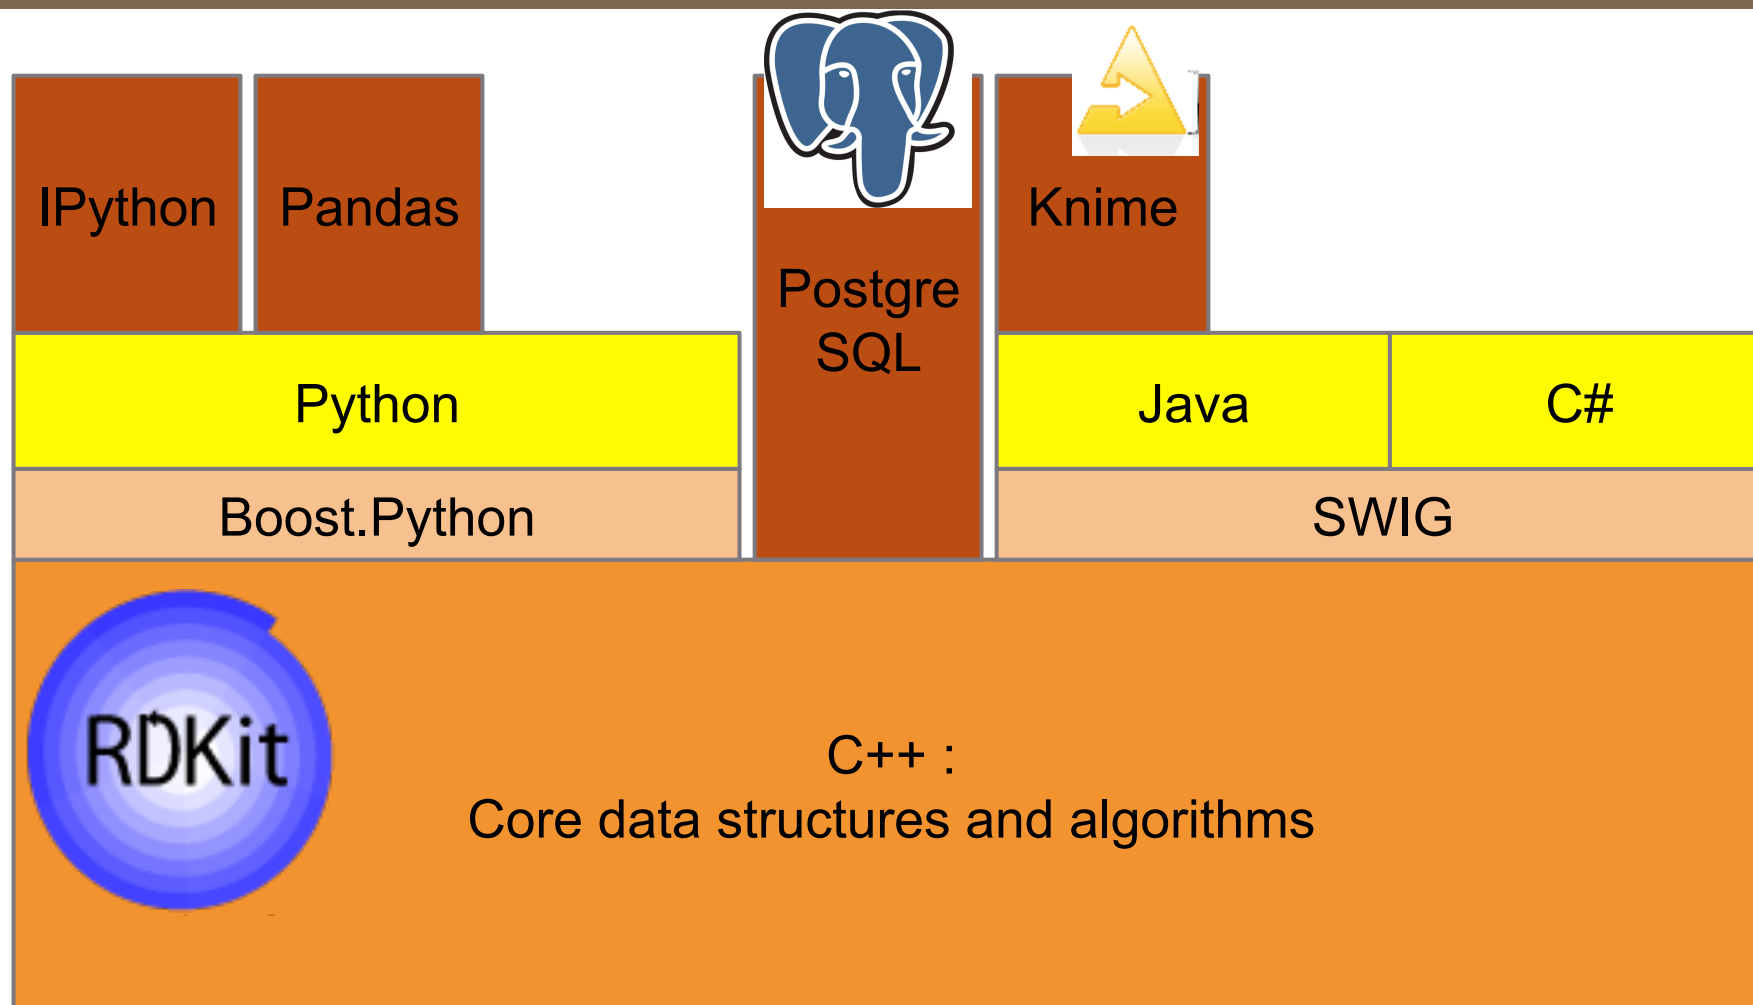 IPython
Pandas
Postgre
SQL
Knime
Python
Java
C#
Boost.Python
SWIG
RDKit
C++ :
Core data structures and algorithms